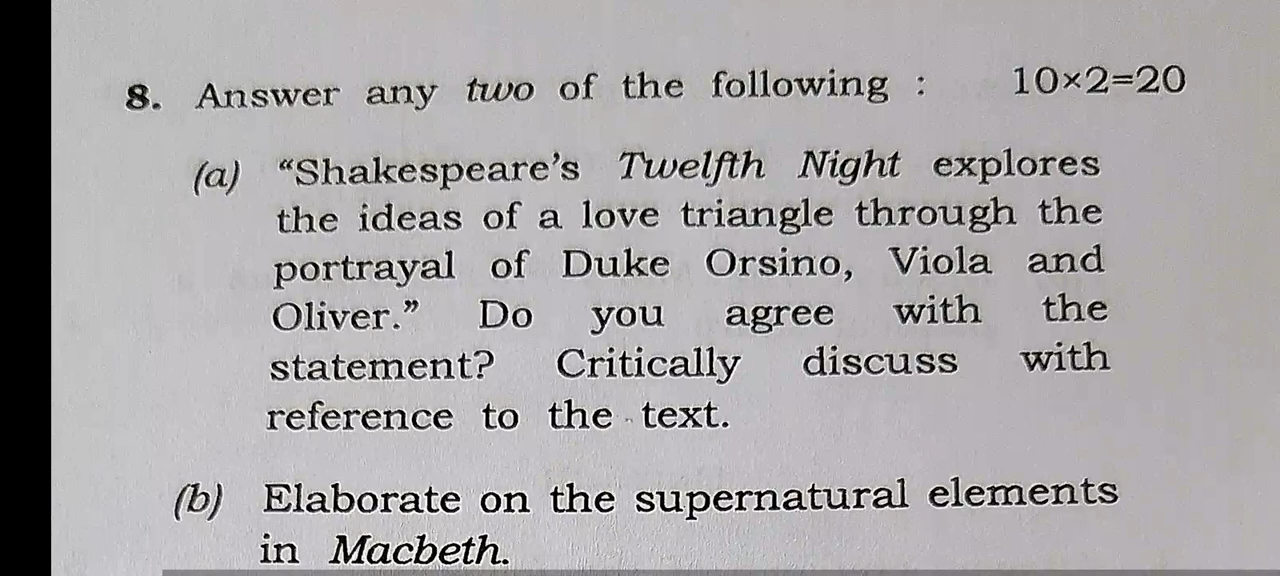 8. Answer any two of the following : 10×2=20
(a) “Shakespeare’s Twelfth Night explores
the ideas of a love triangle through the
portrayal of Duke Orsino, Viola and
Oliver.” Do you agree with the
statement? Critically discuss with
reference to the text.
(b) Elaborate on the supernatural elements
in Macbeth.